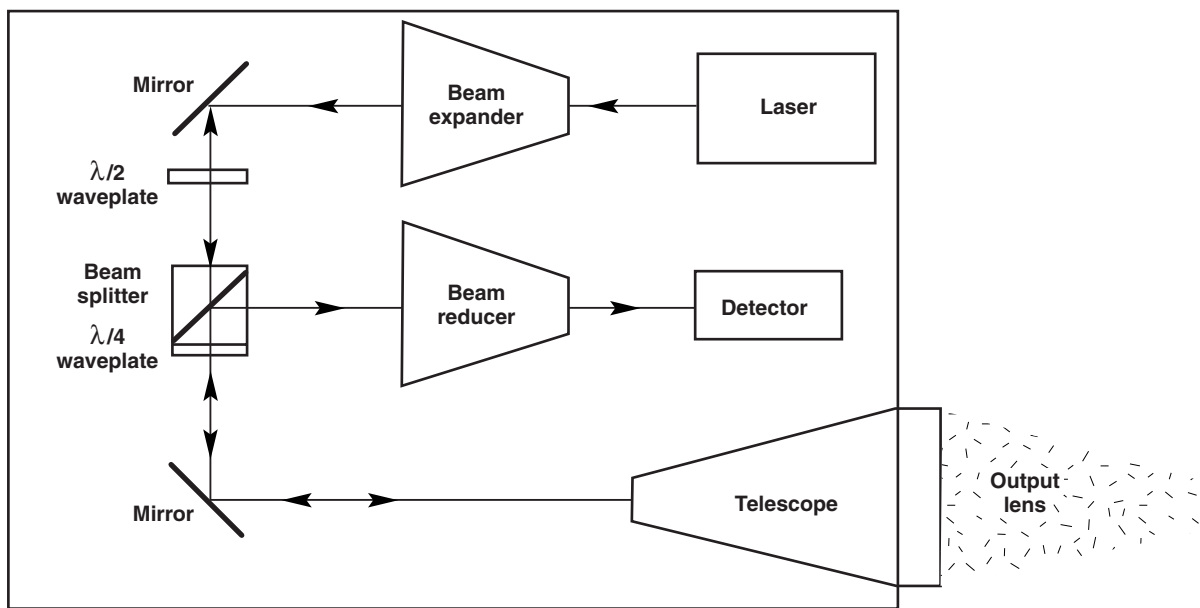 Mirror
Beam
expander
Laser
λ/2
waveplate
Beam
splitter
λ/4
waveplate
Beam
reducer
Detector
Mirror
Telescope
Output
lens